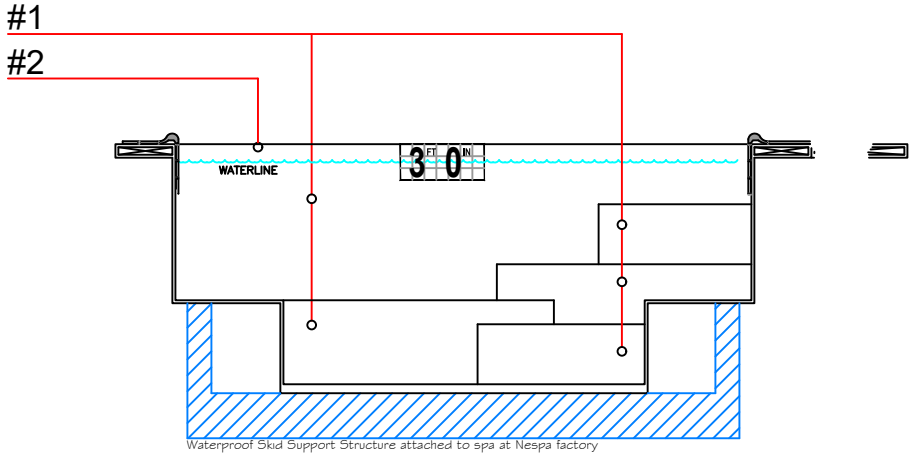 #1
#2
3 FT 0 IN
WATERLINE
Waterproof Skid Support Structure attached to spa at Nespa factory